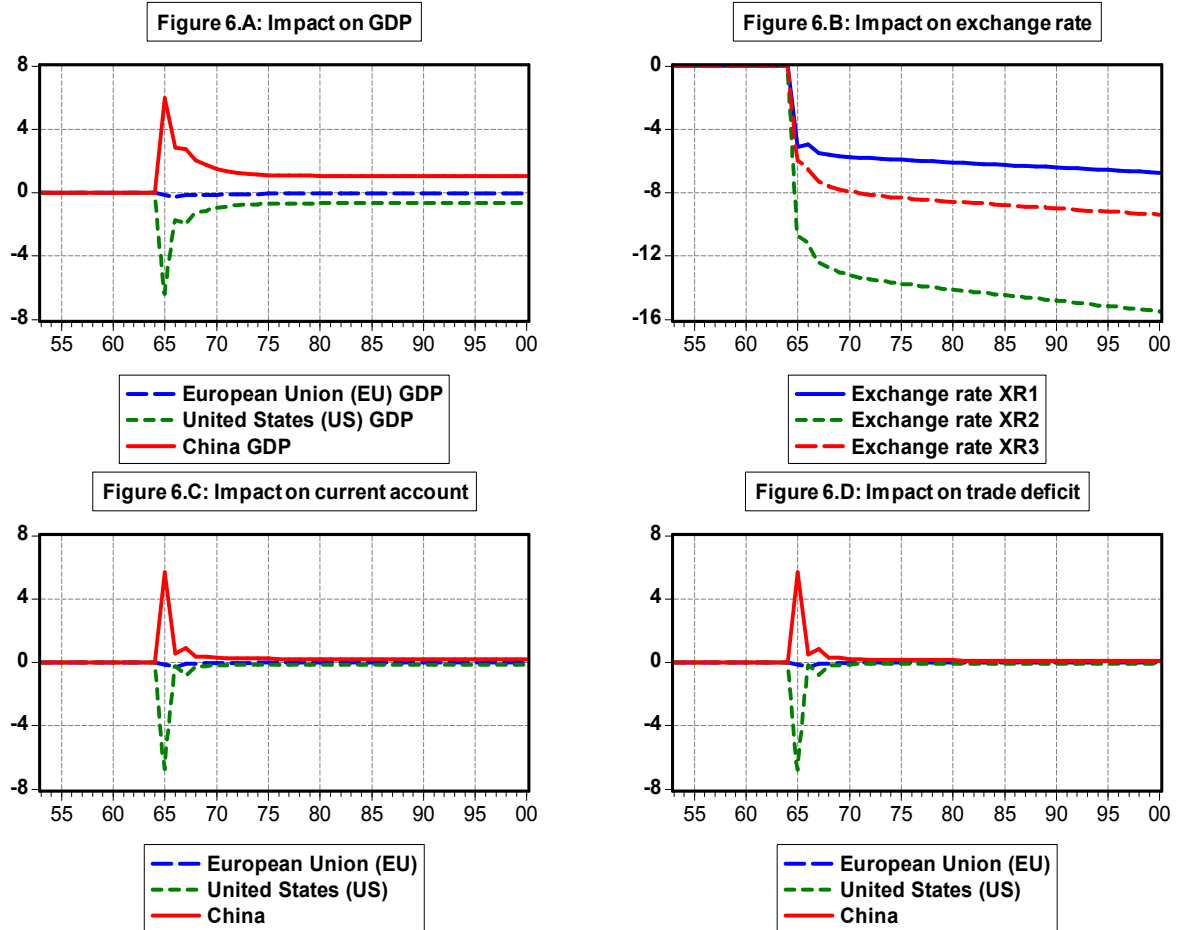 Figure 6.A: Impact on GDP
8
4
0
-4
-8
55 60 65 70 75 80 85 90 95 00
European Union (EU) GDP
United States (US) GDP
China GDP
Figure 6.B: Impact on exchange rate
0
-4
-8
-12
-16
55 60 65 70 75 80 85 90 95 00
Exchange rate XR1
Exchange rate XR2
Exchange rate XR3
Figure 6.C: Impact on current account
8
4
0
-4
-8
55 60 65 70 75 80 85 90 95 00
European Union (EU)
United States (US)
China
Figure 6.D: Impact on trade deficit
8
4
0
-4
-8
55 60 65 70 75 80 85 90 95 00
European Union (EU)
United States (US)
China